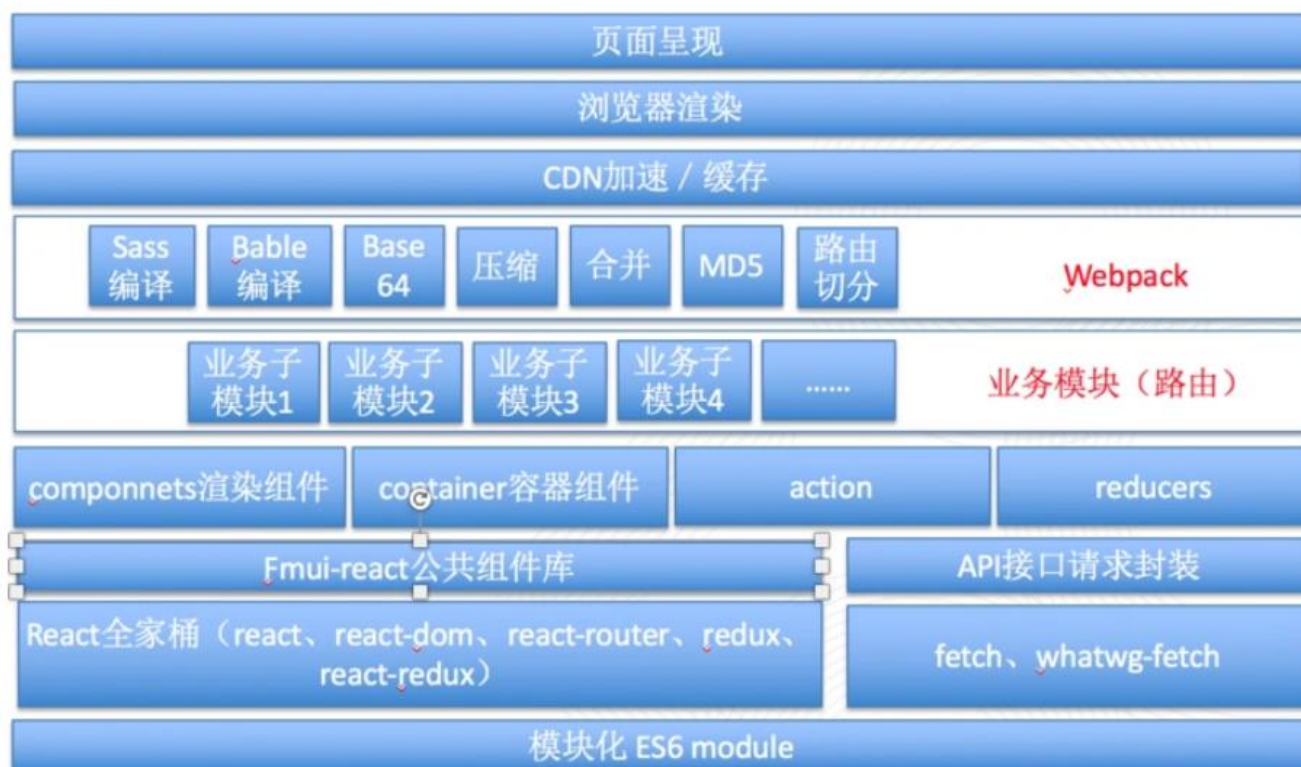 页面呈现
浏览器渲染
CDN加速 / 缓存
Sass
编译
Bable
编译
Base
64
压缩
合并
MD5
路由
切分
Webpack
业务子
模块1
业务子
模块2
业务子
模块3
业务子
模块4
......
业务模块（路由）
componnets渲染组件
container容器组件
action
reducers
Fmui-react公共组件库
API接口请求封装
React全家桶（react、react-dom、react-router、redux、
react-redux）
fetch、whatwg-fetch
模块化 ES6 module